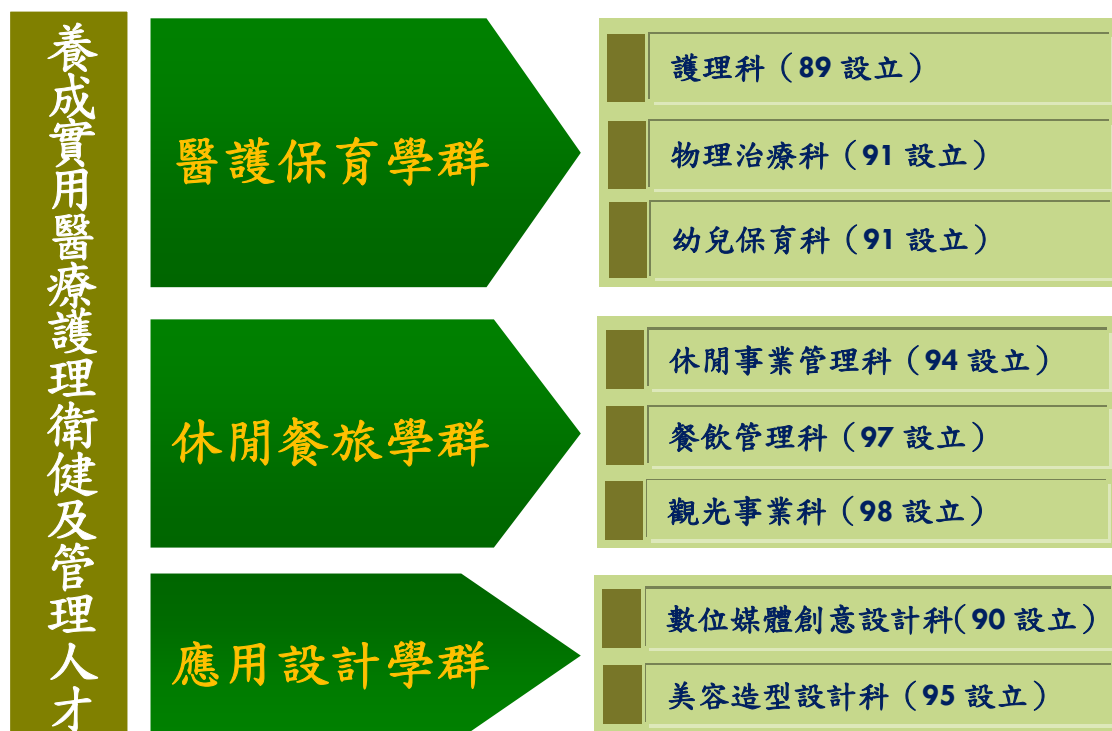 養成實用醫療護理衛健及管理人才
醫護保育學群
護理科（89 設立）
物理治療科（91 設立）
幼兒保育科（91 設立）
休閒餐旅學群
休閒事業管理科（94 設立）
餐飲管理科（97 設立）
觀光事業科（98 設立）
應用設計學群
數位媒體創意設計科(90 設立）
美容造型設計科（95 設立）